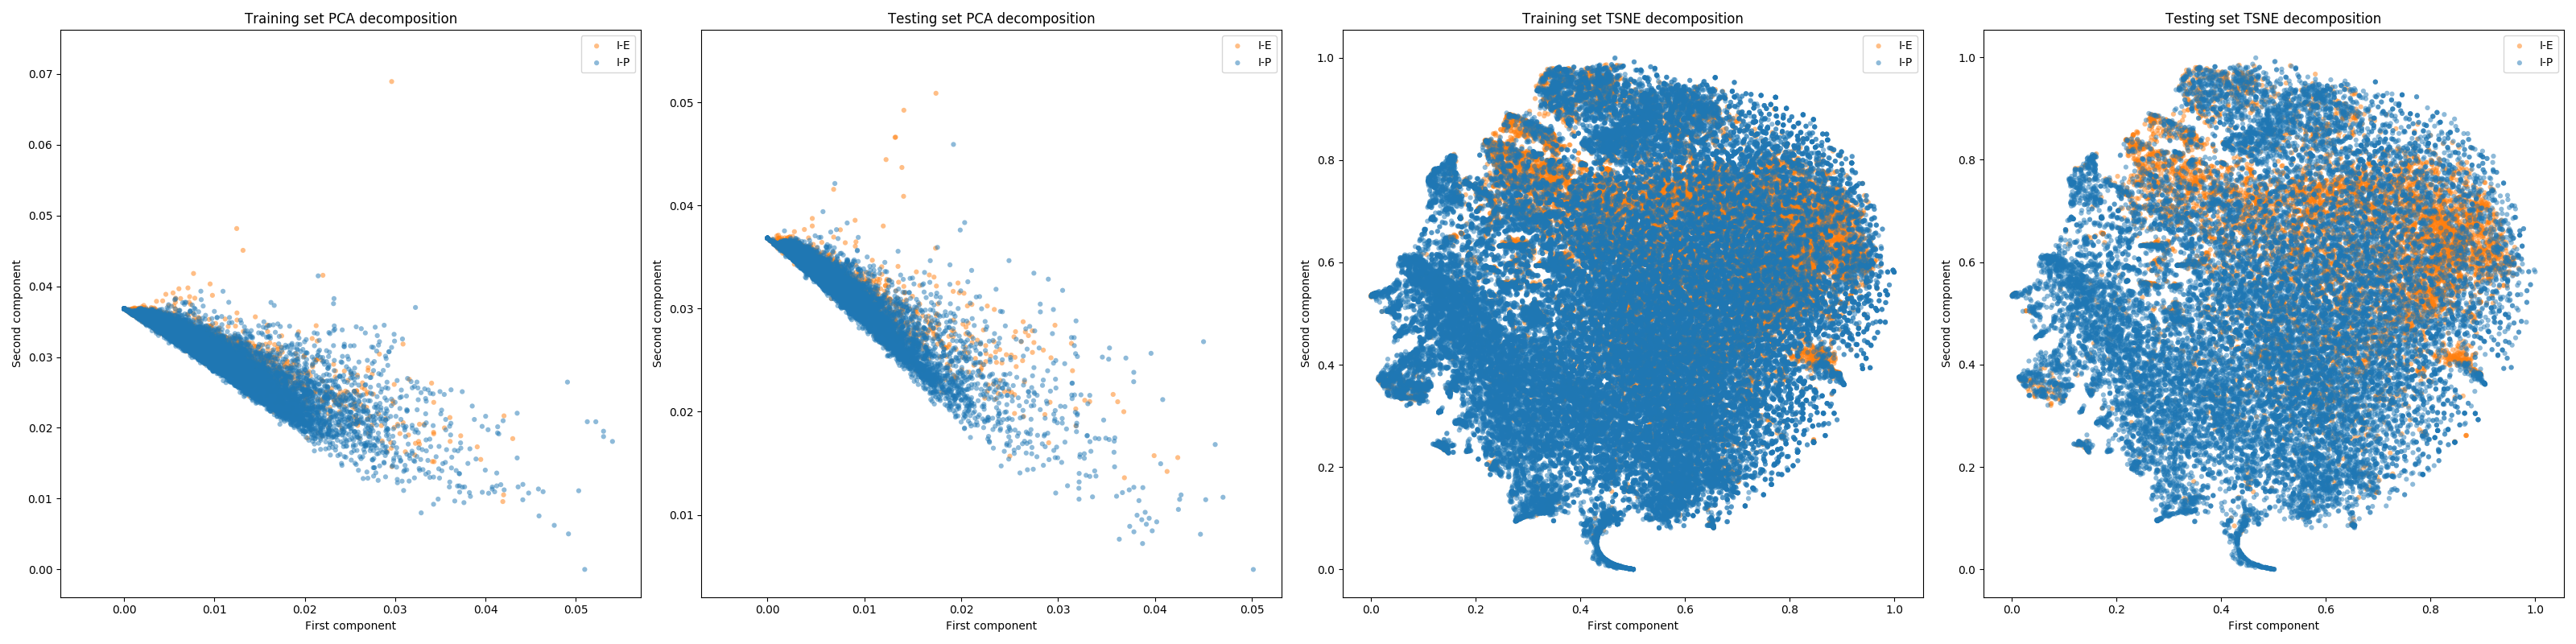 Training set PCA decomposition
I-E
I-P
0.07
0.06
0.05
0.04
0.03
0.02
0.01
0.00
Second component
0.00 0.01 0.02 0.03 0.04 0.05
First component
Testing set PCA decomposition
I-E
I-P
0.05
0.04
0.03
0.02
0.01
Second component
0.00 0.01 0.02 0.03 0.04 0.05
First component
Training set TSNE decomposition
I-E
I-P
1.0
0.8
0.6
0.4
0.2
0.0
Second component
0.0 0.2 0.4 0.6 0.8 1.0
First component
Testing set TSNE decomposition
I-E
I-P
1.0
0.8
0.6
0.4
0.2
0.0
Second component
0.0 0.2 0.4 0.6 0.8 1.0
First component